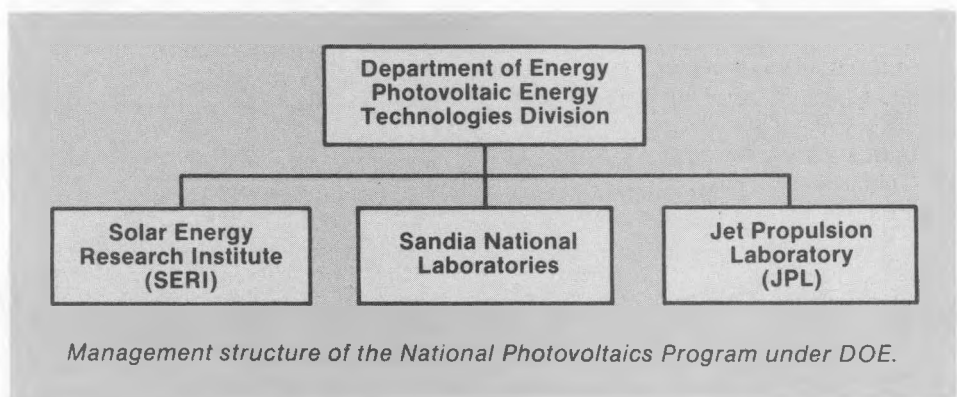 Department of Energy
Photovoltaic Energy
Technologies Division
Solar Energy
Research Institute
(SERI)
Sandia National
Laboratories
Jet Propulsion
Laboratory
(JPL)
Management structure of the National Photovoltaics Program under DOE.